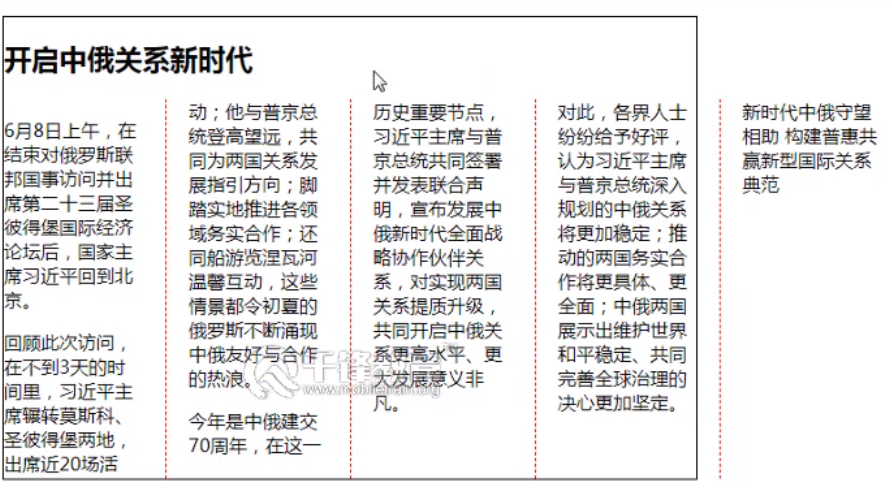 开启中俄关系新时代
6月8日上午，在
结束对俄罗斯联
邦国事访问并出
席第二十三届圣
彼得堡国际经济
论坛后，国家主
席习近平回到北
京。
回顾此次访问，
在不到3天的时
间里，习近平主
席辗转莫斯科、
圣彼得堡两地，
出席近20场活
动；他与普京总
统登高望远，共
同为两国关系发
展指引方向；脚
踏实地推进各领
域务实合作；还
同船游览涅瓦河
温馨互动，这些
情景都令初夏的
俄罗斯不断涌现
中俄友好与合作
的热浪。
今年是中俄建交
70周年，在这一
历史重要节点，
习近平主席与普
京总统共同签署
并发表联合声
明，宣布发展中
俄新时代全面战
略协作伙伴关
系，对实现两国
关系提质升级，
共同开启中俄关
系更高水平、更
大发展意义非
凡。
对此，各界人士
纷纷给予好评，
认为习近平主席
与普京总统深入
规划的中俄关系
将更加稳定；推
动的两国务实合
作将更具体、更
全面；中俄两国
展示出维护世界
和平稳定、共同
完善全球治理的
决心更加坚定。
新时代中俄守望
相助 构建普惠共
赢新型国际关系
典范
千锋教育
www.mobiletrain.org